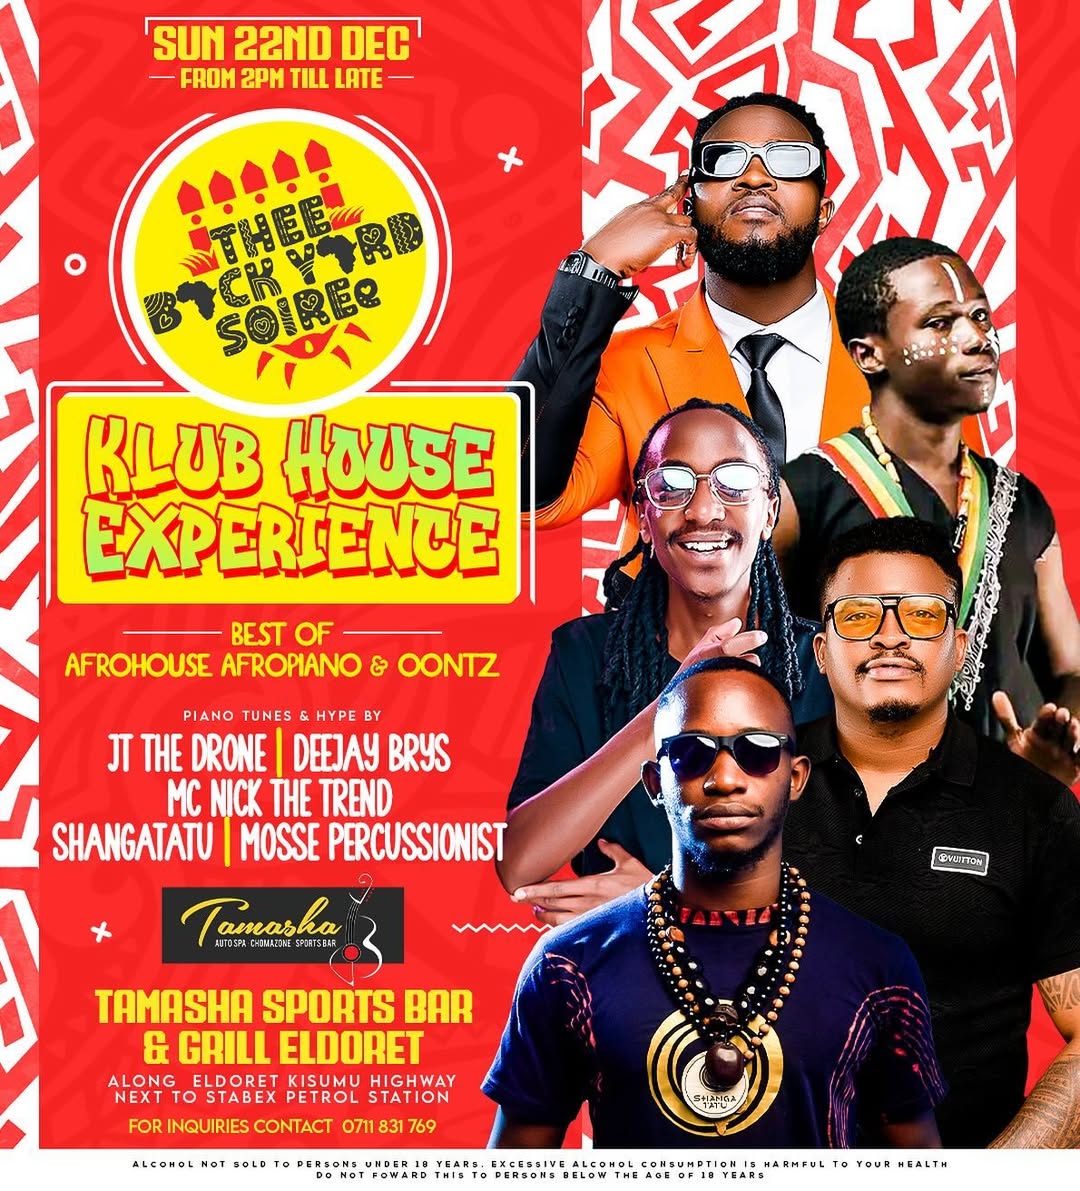 SUN 22ND DEC
FROM 2PM TILL LATE
THEE
BACK YARD
SOIREe
KLUB HOUSE
EXPERIENCE
BEST OF
AFROHOUSE AFROPIANO & OONTZ
PIANO TUNES & HYPE BY
JT THE DRONE | DEEJAY BRYS
MC NICK THE TREND
SHANGATATU | MOSSE PERCUSSIONIST
Tamasha
AUTO SPA CHOMAZONE SPORTS BAR
TAMASHA SPORTS BAR
& GRILL ELDORET
ALONG ELDORET KISUMU HIGHWAY
NEXT TO STABEX PETROL STATION
FOR INQUIRIES CONTACT 0711 831 769
VUITTON
SHANGA
TATU
ALCOHOL NOT SOLD TO PERSONS UNDER 18 YEARS. EXCESSIVE ALCOHOL CONSUMPTION IS HARMFUL TO YOUR HEALTH
DO NOT FOWARD THIS TO PERSONS BELOW THE AGE OF 18 YEARS